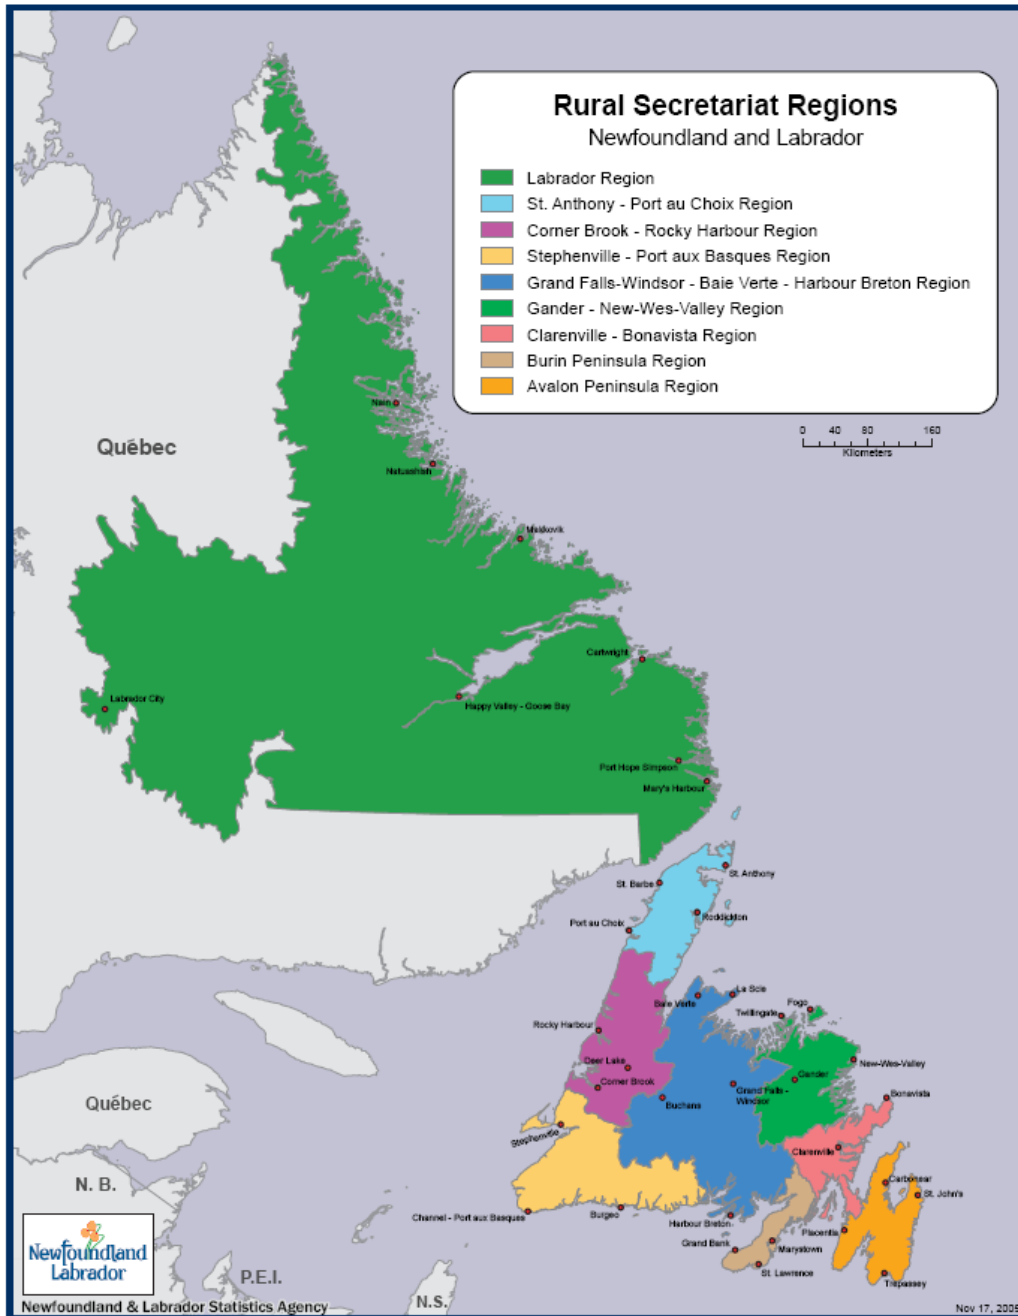 Rural Secretariat Regions
Newfoundland and Labrador
Labrador Region
St. Anthony - Port au Choix Region
Corner Brook - Rocky Harbour Region
Stephenville - Port aux Basques Region
Grand Falls-Windsor - Baie Verte - Harbour Breton Region
Gander - New-Wes-Valley Region
Clarenville - Bonavista Region
Burin Peninsula Region
Avalon Peninsula Region
0 40 80 160
Kilometers
Nain
Québec
Natuashish
Makkovik
Cartwright
Labrador City
Happy Valley - Goose Bay
Port Hope Simpson
Mary's Harbour
St. Anthony
St. Barbe
Roddickton
Port au Choix
La Scie
Baie Verte
Fogo
Twillingate
Rocky Harbour
Deer Lake
New-Wes-Valley
Gander
Corner Brook
Grand Falls -
Windsor
Buchans
Bonavista
Québec
Stephenville
Clarenville
N. B.
Carbonear
St. John's
Channel - Port aux Basques
Burgeo
Harbour Breton
Placentia
Grand Bank
Marystown
St. Lawrence
Trepassey
Newfoundland
Labrador
P.E.I.
N.S.
Newfoundland & Labrador Statistics Agency
Nov 17, 2005